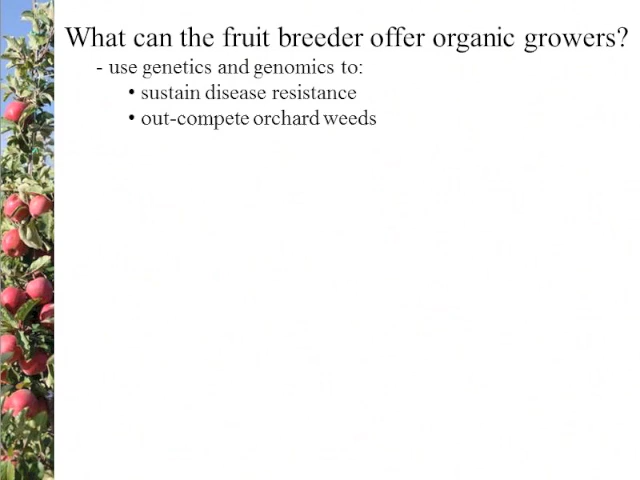 What can the fruit breeder offer organic growers?
- use genetics and genomics to:
• sustain disease resistance
• out-compete orchard weeds